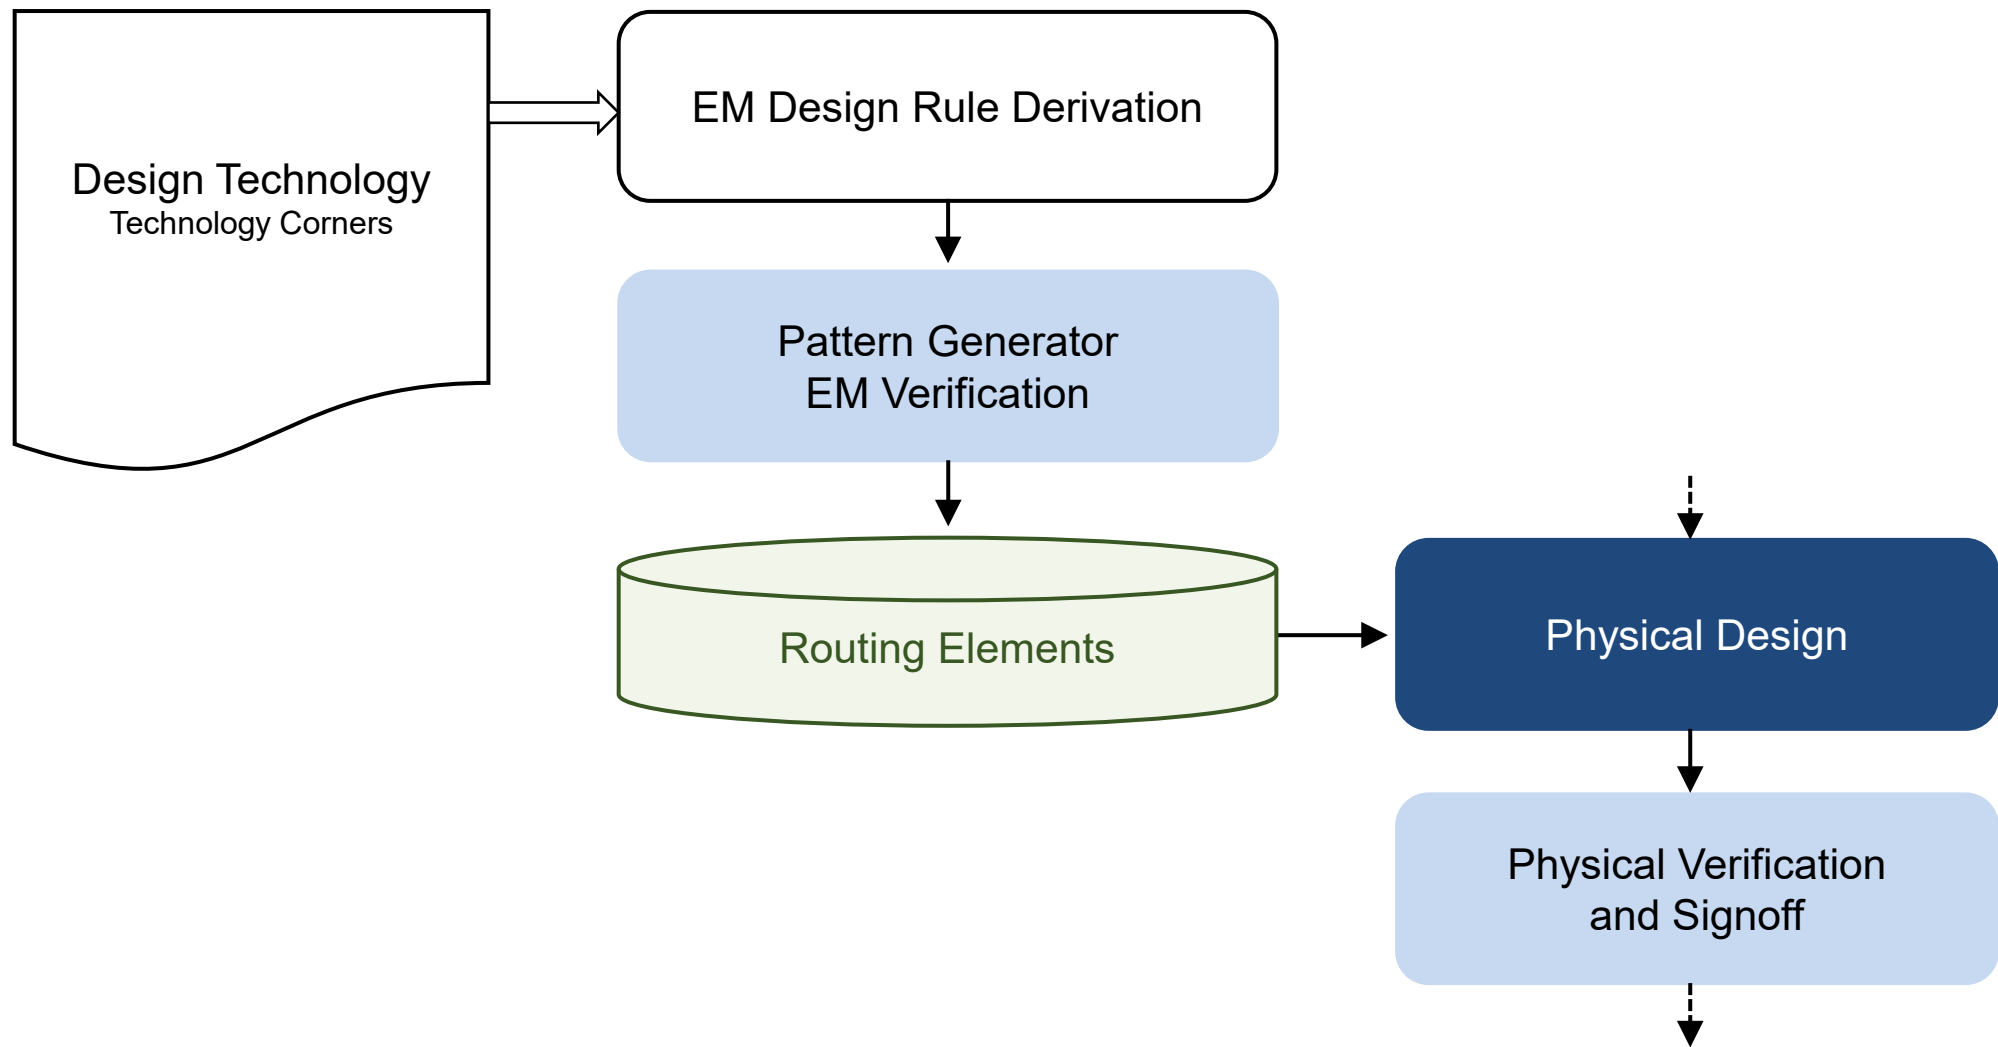 Design Technology
Technology Corners
EM Design Rule Derivation
Pattern Generator
EM Verification
Routing Elements
Physical Design
Physical Verification
and Signoff